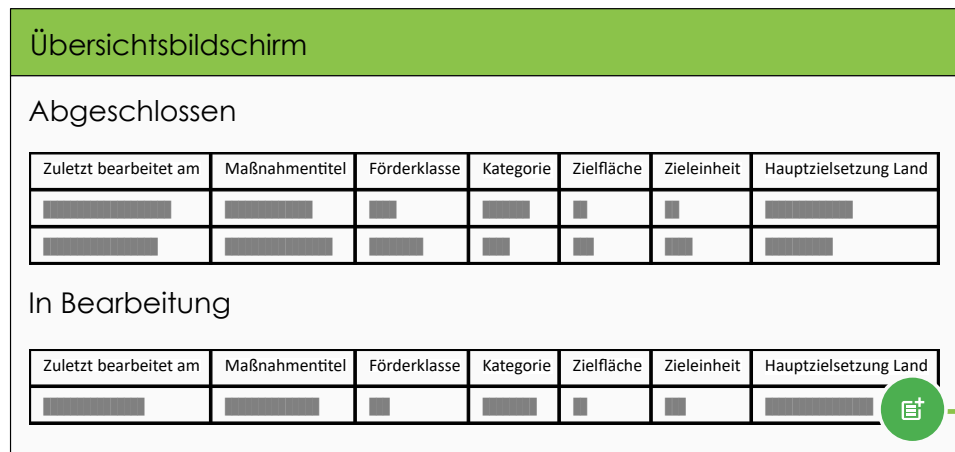 Übersichtsbildschirm
Abgeschlossen
Zuletzt bearbeitet am Maßnahmentitel Förderklasse Kategorie Zielfläche Zieleinheit Hauptzielsetzung Land
In Bearbeitung
Zuletzt bearbeitet am Maßnahmentitel Förderklasse Kategorie Zielfläche Zieleinheit Hauptzielsetzung Land